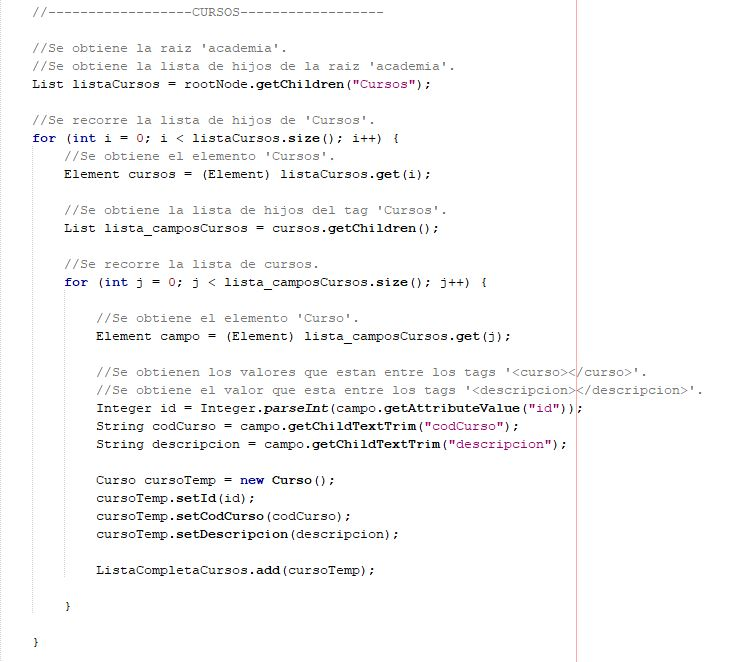 //------------------CURSOS------------------
//Se obtiene la raiz 'academia'.
//Se obtiene la lista de hijos de la raiz 'academia'.
List listaCursos = rootNode.getChildren("Cursos");
//Se recorre la lista de hijos de 'Cursos'.
for (int i = 0; i < listaCursos.size(); i++) {
//Se obtiene el elemento 'Cursos'.
Element cursos = (Element) listaCursos.get(i);
//Se obtiene la lista de hijos del tag 'Cursos'.
List lista_camposCursos = cursos.getChildren();
//Se recorre la lista de cursos.
for (int j = 0; j < lista_camposCursos.size(); j++) {
//Se obtiene el elemento 'Curso'.
Element campo = (Element) lista_camposCursos.get(j);
//Se obtienen los valores que estan entre los tags '<curso></curso>'.
//Se obtiene el valor que esta entre los tags '<descripcion></descripcion>'.
Integer id = Integer.parseInt(campo.getAttributeValue("id"));
String codCurso = campo.getChildTextTrim("codCurso");
String descripcion = campo.getChildTextTrim("descripcion");
Curso cursoTemp = new Curso();
cursoTemp.setId(id);
cursoTemp.setCodCurso(codCurso);
cursoTemp.setDescripcion(descripcion);
ListaCompletaCursos.add(cursoTemp);
}
}